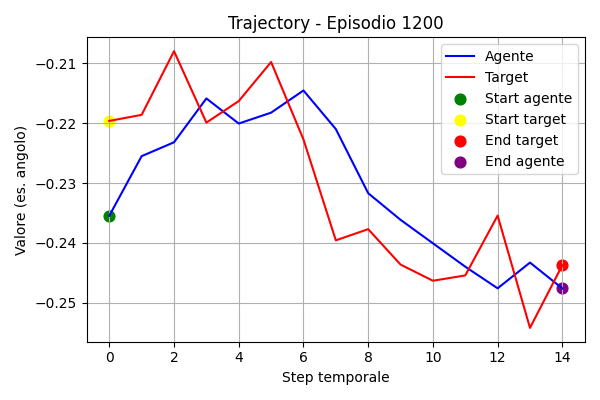 Trajectory - Episodio 1200
Agente
Target
Start agente
Start target
End target
End agente
Valore (es. angolo)
−0.21
−0.22
−0.23
−0.24
−0.25
0 2 4 6 8 10 12 14
Step temporale